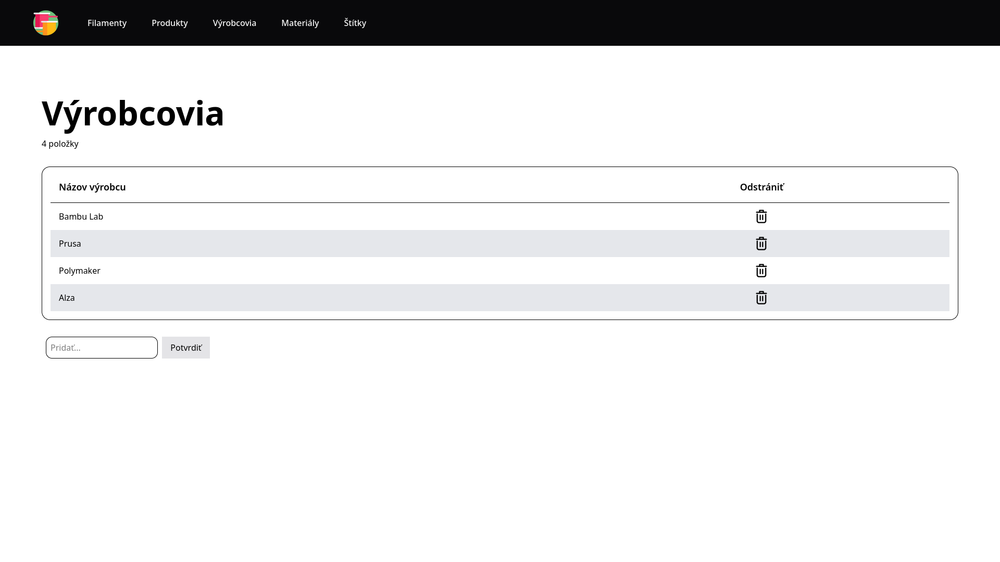 Filamenty Produkty Výrobcovia Materiály Štítky
Výrobcovia
4 položky
Názov výrobcu Odstrániť
Bambu Lab
Prusa
Polymaker
Alza
Pridať... Potvrdiť